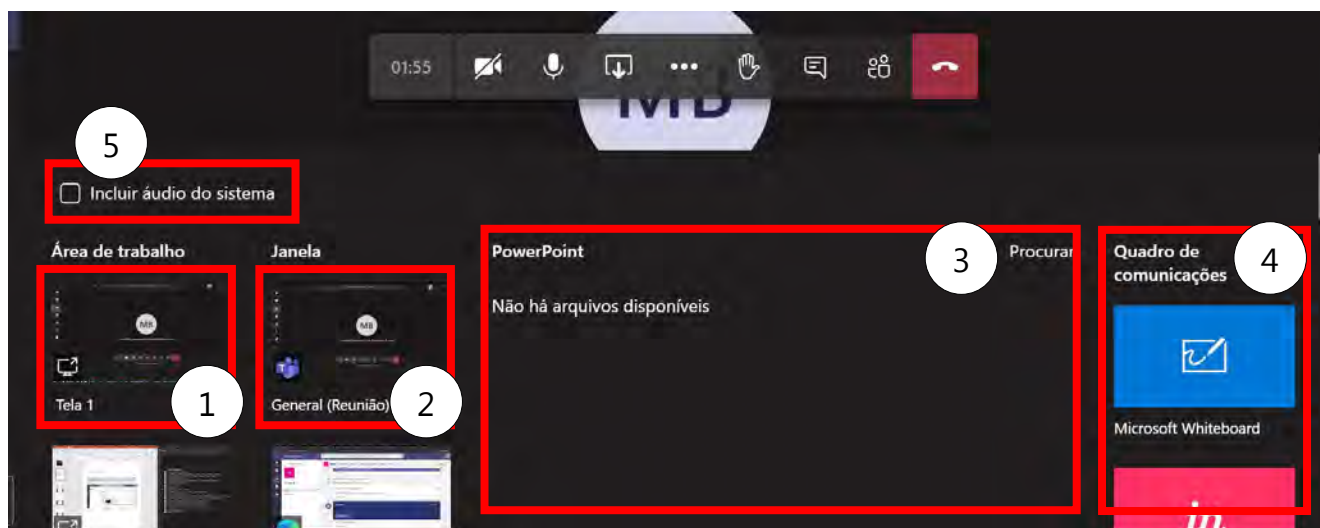 01:55
MB
5
Incluir áudio do sistema
Área de trabalho
Janela
PowerPoint
3
Procurar
Quadro de
comunicações
4
Não há arquivos disponíveis
MB
MB
Tela 1
1
General (Reunião)
2
Microsoft Whiteboard
in